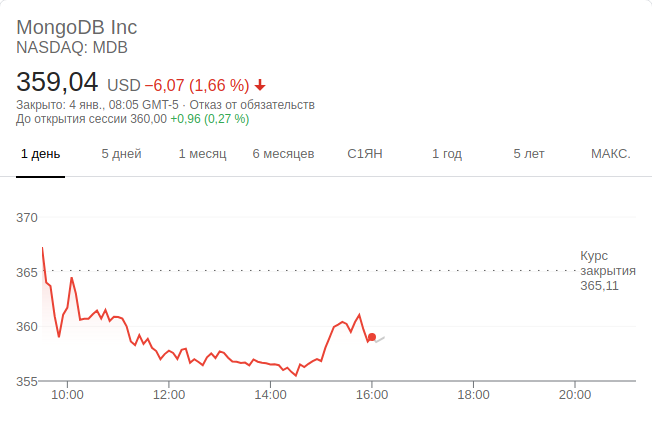 MongoDB Inc
NASDAQ: MDB
359,04 USD −6,07 (1,66 %)
Закрыто: 4 янв., 08:05 GMT-5 · Отказ от обязательств
До открытия сессии 360,00 +0,96 (0,27 %)
1 день 5 дней 1 месяц 6 месяцев С1ЯН 1 год 5 лет МАКС.
370
Курс
365 закрытия
365,11
360
355
10:00 12:00 14:00 16:00 18:00 20:00